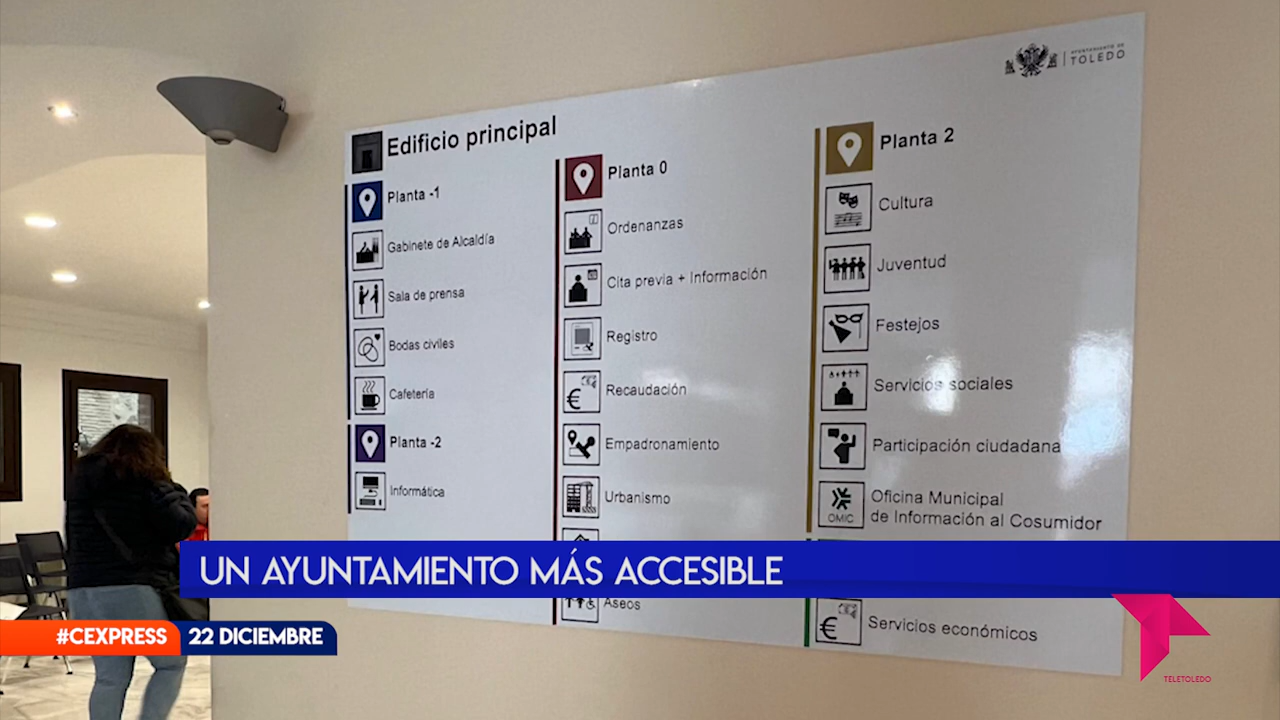 AYUNTAMIENTO DE
TOLEDO
Edificio principal
Planta -1
Gabinete de Alcaldía
Sala de prensa
Bodas civiles
Cafetería
Planta -2
Informática
Planta 0
Ordenanzas
Cita previa + Información
Registro
Recaudación
Empadronamiento
Urbanismo
Aseos
Planta 2
Cultura
Juventud
Festejos
Servicios sociales
Participación ciudadana
OMIC
Oficina Municipal
de Información al Cosumidor
Servicios económicos
UN AYUNTAMIENTO MÁS ACCESIBLE
#CEXPRESS
22 DICIEMBRE
TELETOLEDO